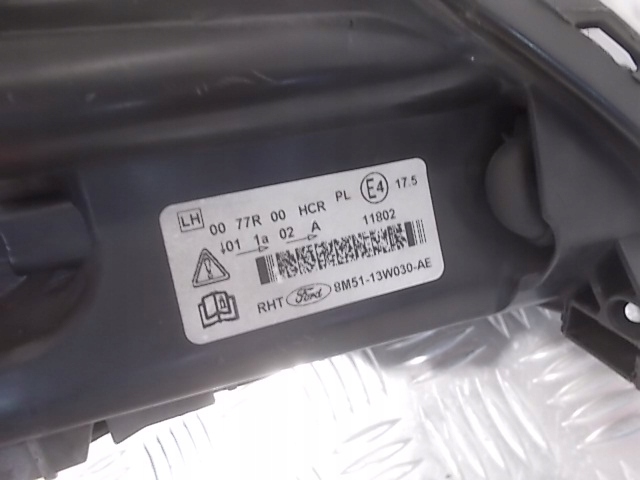 LH 00 77R 00 HCR PL E4 17.5
01 1a 02 A 11802
RHT Ford 8M51-13W030-AE